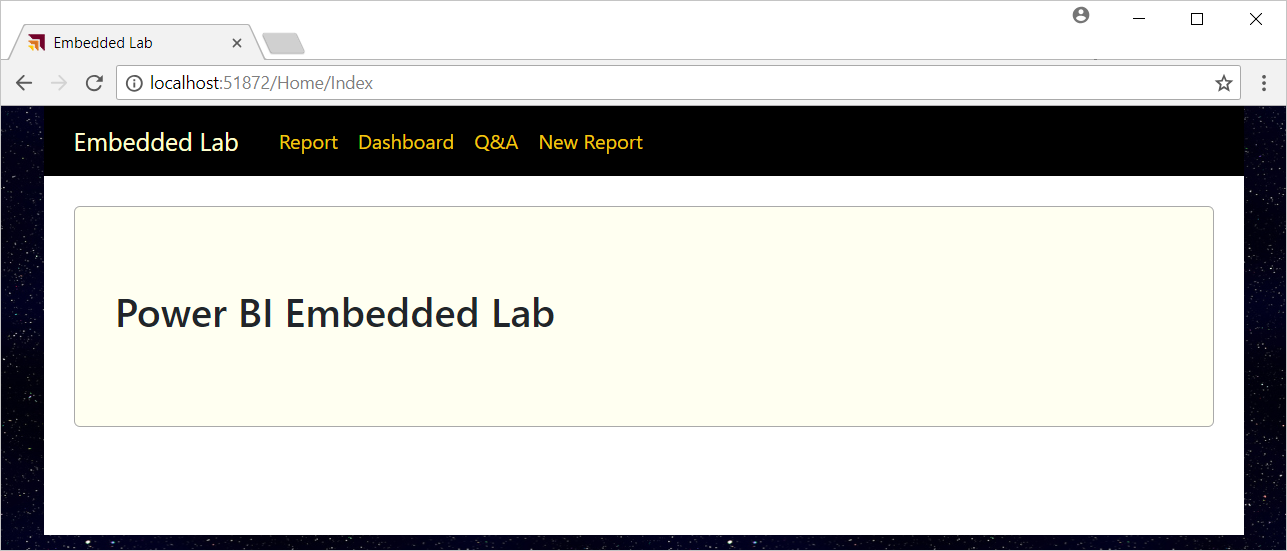 Embedded Lab
localhost:51872/Home/Index
Embedded Lab Report Dashboard Q&A New Report
Power BI Embedded Lab